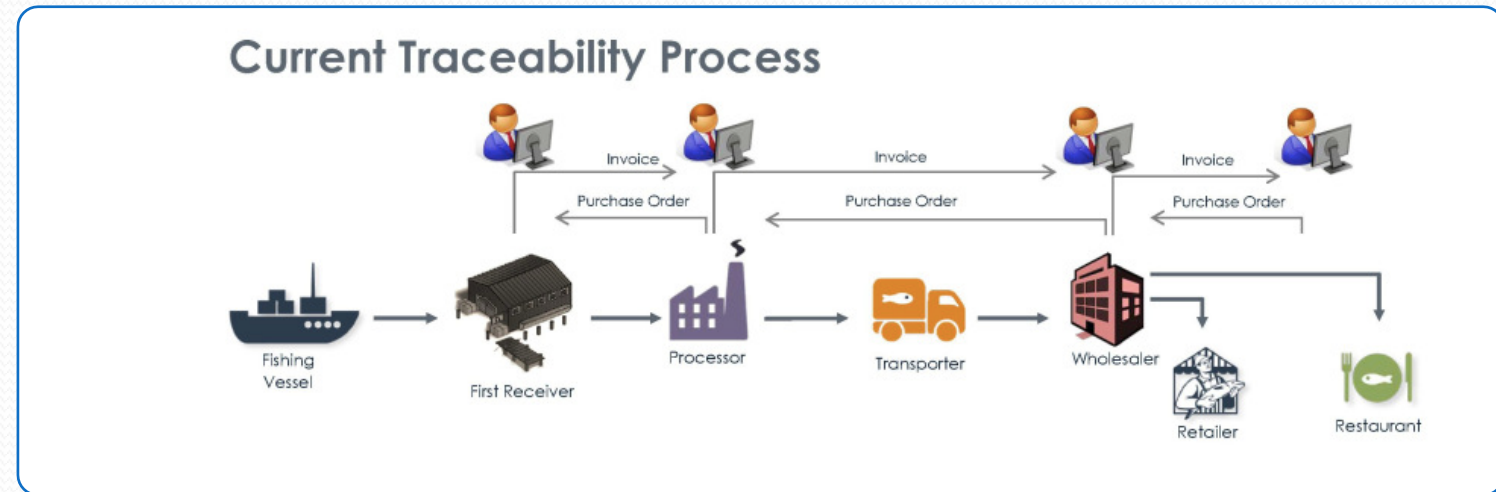 Current Traceability Process
Invoice
Invoice
Invoice
Purchase Order
Purchase Order
Purchase Order
Fishing
Vessel
First Receiver
Processor
Transporter
Wholesaler
Retailer
Restaurant